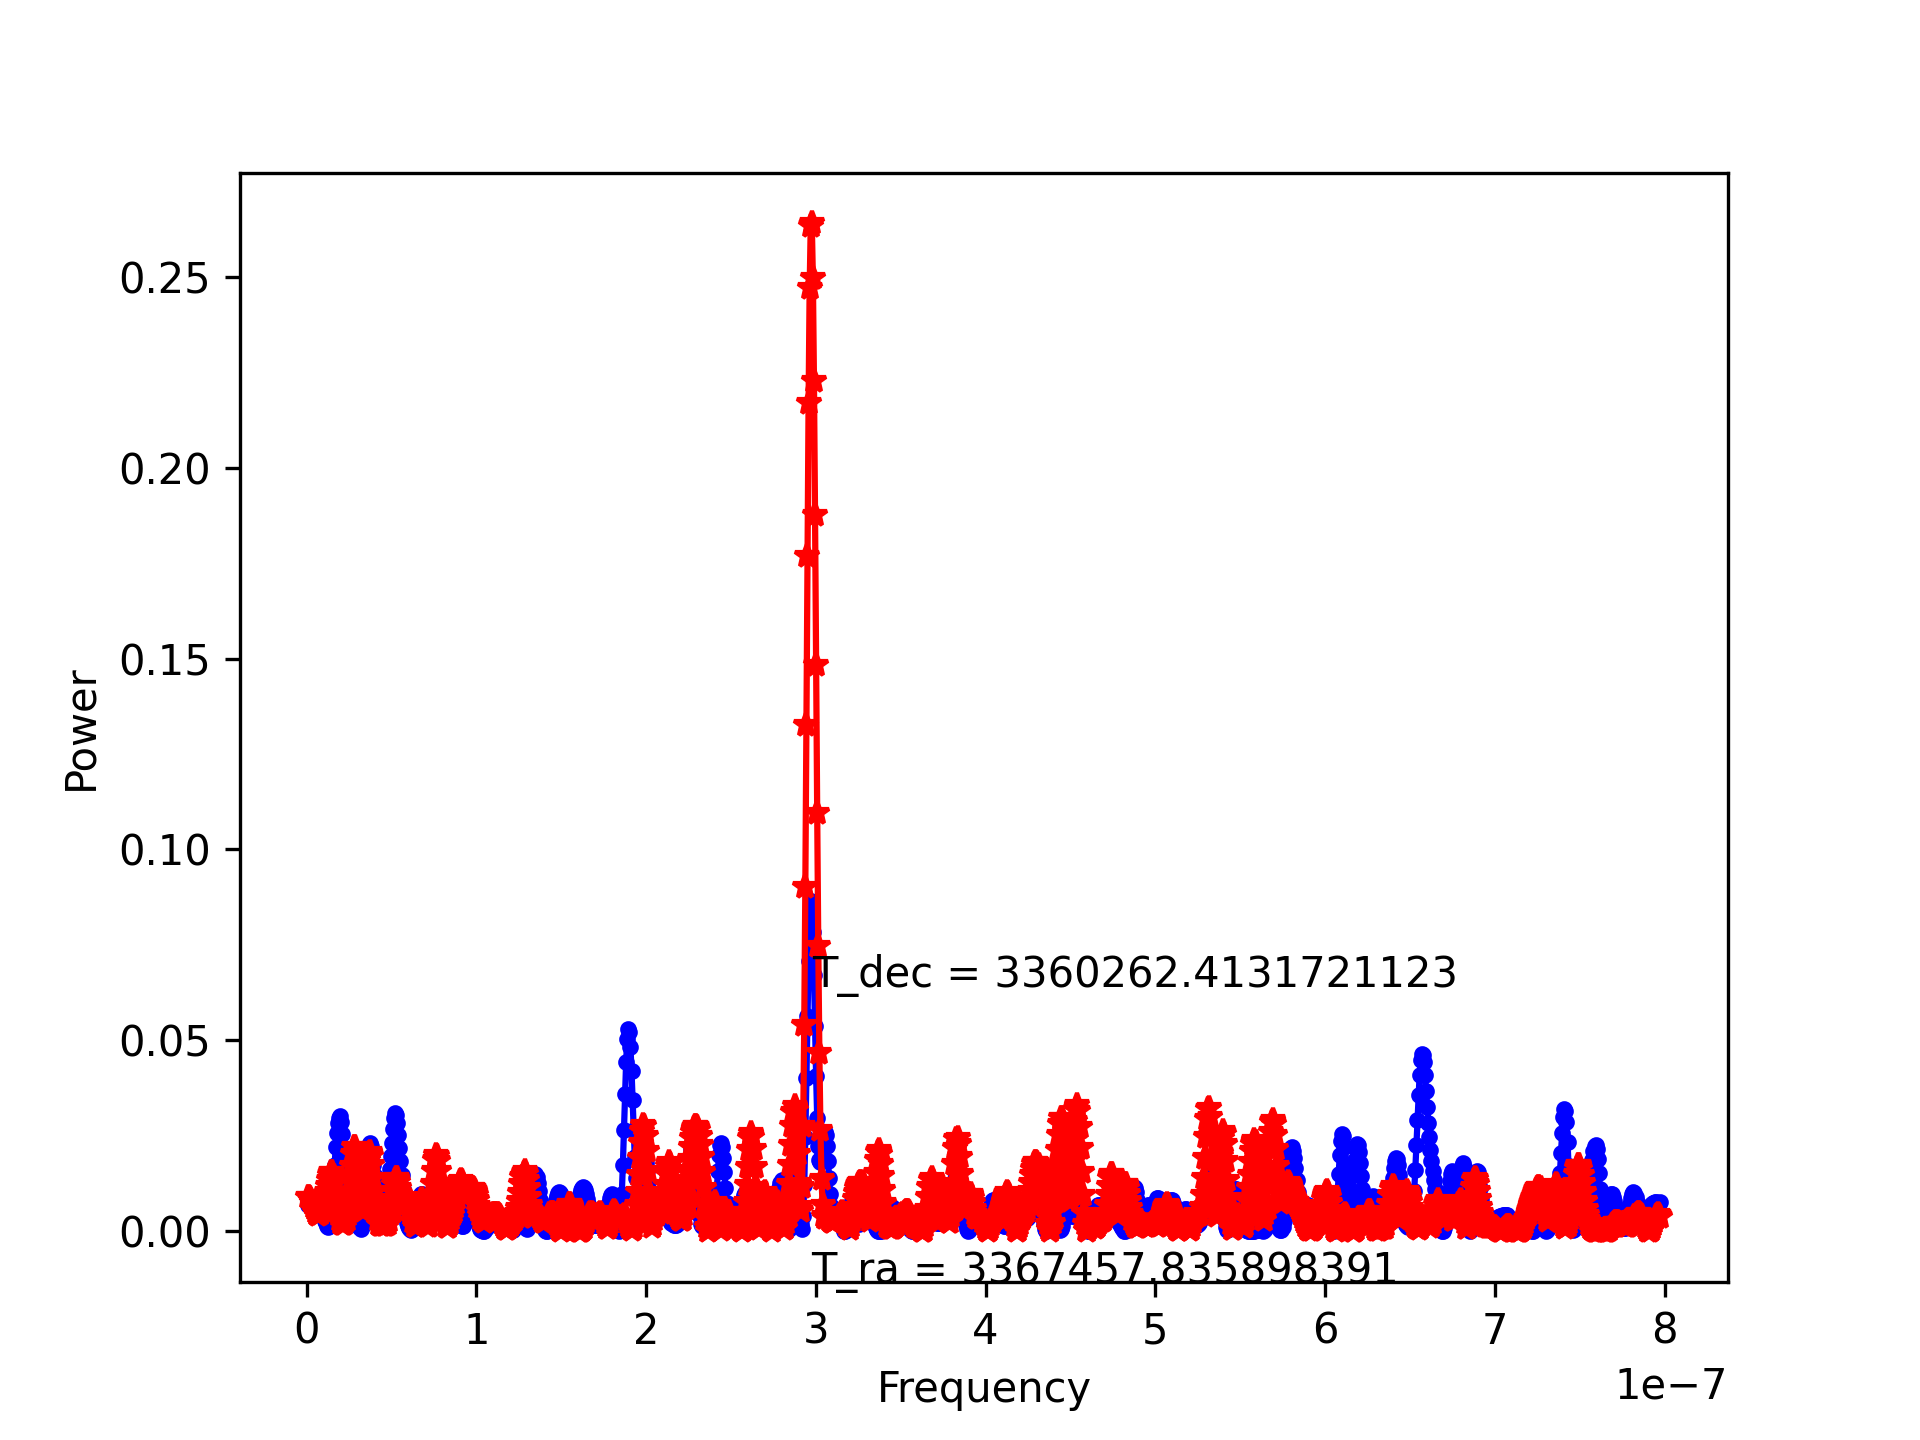 0.25
0.20
0.15
0.10
0.05
0.00
Power
T_dec = 3360262.4131721123
T_ra = 3367457.835898391
0 1 2 3 4 5 6 7 8
1e−7
Frequency